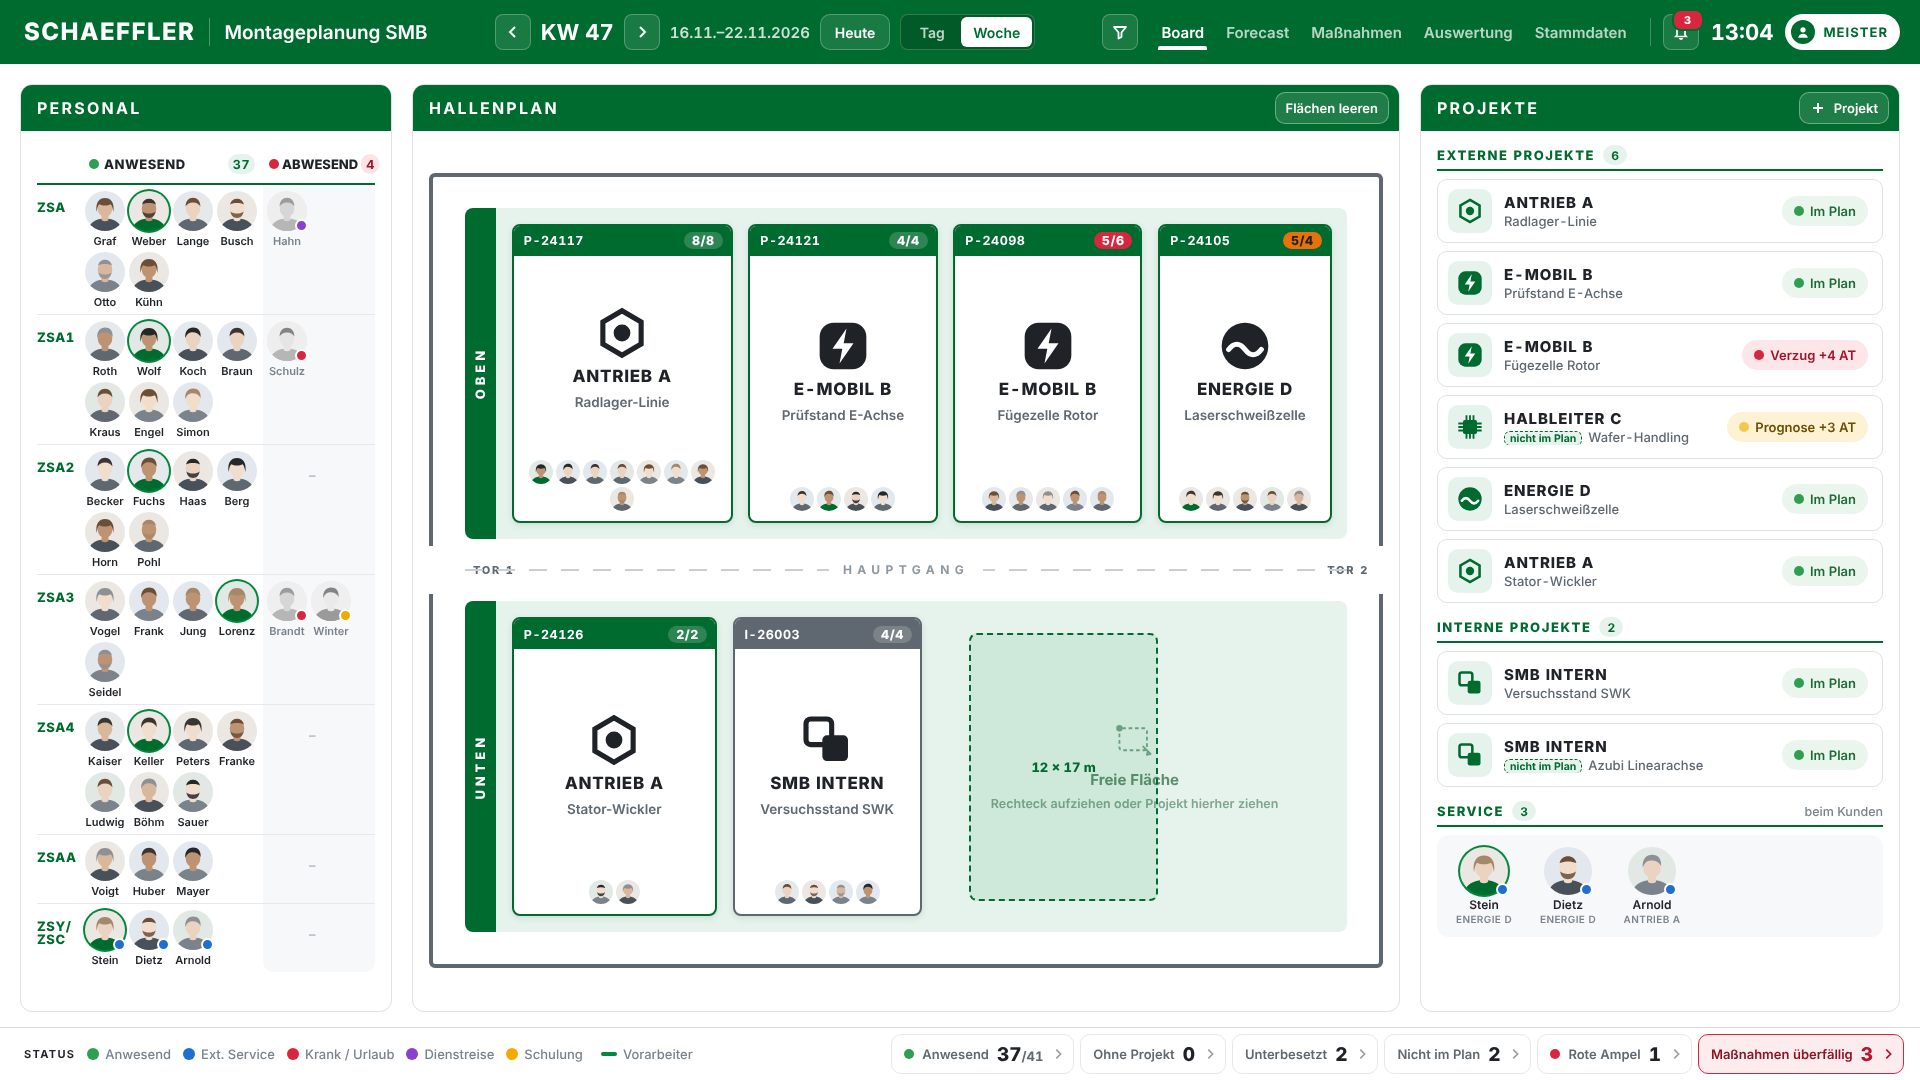 SCHAEFFLER
Montageplanung SMB
KW 47
16.11.–22.11.2026
Heute
Tag
Woche
Board
Forecast
Maßnahmen
Auswertung
Stammdaten
3
13:04
MEISTER
PERSONAL
ANWESEND 37
ABWESEND 4
ZSA
Graf Weber Lange Busch Hahn
Otto Kühn
ZSA1
Roth Wolf Koch Braun Schulz
Kraus Engel Simon
ZSA2
Becker Fuchs Haas Berg –
Horn Pohl
ZSA3
Vogel Frank Jung Lorenz Brandt Winter
Seidel
ZSA4
Kaiser Keller Peters Franke –
Ludwig Böhm Sauer
ZSAA
Voigt Huber Mayer –
ZSY/
ZSC
Stein Dietz Arnold –
HALLENPLAN
Flächen leeren
OBEN
P-24117 8/8
ANTRIEB A
Radlager-Linie
P-24121 4/4
E-MOBIL B
Prüfstand E-Achse
P-24098 5/6
E-MOBIL B
Fügezelle Rotor
P-24105 5/4
ENERGIE D
Laserschweißzelle
TOR 1
HAUPTGANG
TOR 2
UNTEN
P-24126 2/2
ANTRIEB A
Stator-Wickler
I-26003 4/4
SMB INTERN
Versuchsstand SWK
12 × 17 m
Freie Fläche
Rechteck aufziehen oder Projekt hierher ziehen
PROJEKTE
+ Projekt
EXTERNE PROJEKTE 6
ANTRIEB A
Radlager-Linie
Im Plan
E-MOBIL B
Prüfstand E-Achse
Im Plan
E-MOBIL B
Fügezelle Rotor
Verzug +4 AT
HALBLEITER C
nicht im Plan Wafer-Handling
Prognose +3 AT
ENERGIE D
Laserschweißzelle
Im Plan
ANTRIEB A
Stator-Wickler
Im Plan
INTERNE PROJEKTE 2
SMB INTERN
Versuchsstand SWK
Im Plan
SMB INTERN
nicht im Plan Azubi Linearachse
Im Plan
SERVICE 3
beim Kunden
Stein Dietz Arnold
ENERGIE D ENERGIE D ANTRIEB A
STATUS Anwesend Ext. Service Krank / Urlaub Dienstreise Schulung Vorarbeiter
Anwesend 37/41
Ohne Projekt 0
Unterbesetzt 2
Nicht im Plan 2
Rote Ampel 1
Maßnahmen überfällig 3